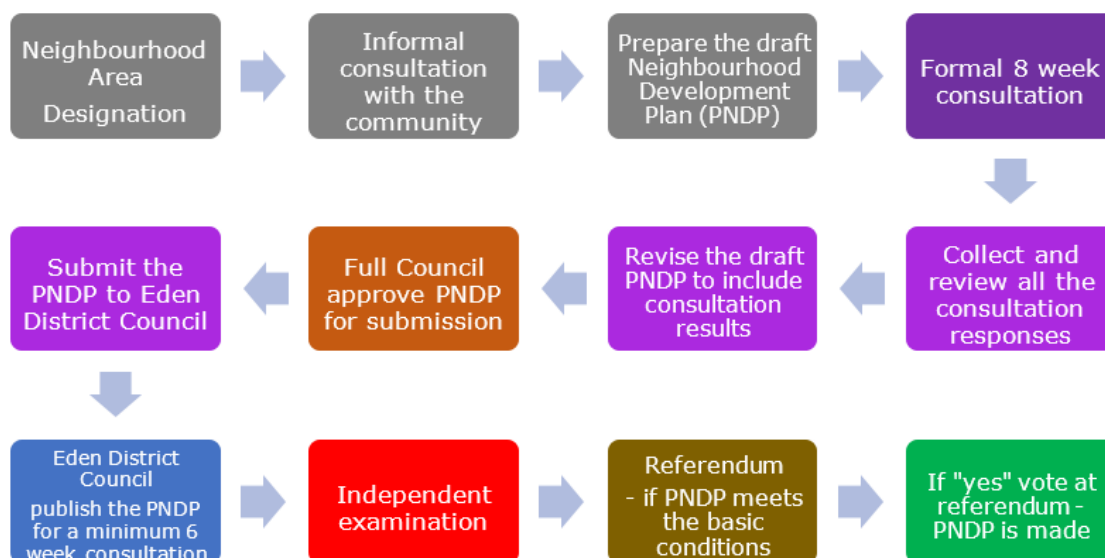 Neighbourhood
Area
Designation
Informal
consultation
with the
community
Prepare the draft
Neighbourhood
Development
Plan (PNDP)
Formal 8 week
consultation
Collect and
review all the
consultation
responses
Revise the draft
PNDP to include
consultation
results
Full Council
approve PNDP
for submission
Submit the
PNDP to Eden
District Council
Eden District
Council
publish the PNDP
for a minimum 6
week consultation
Independent
examination
Referendum
- if PNDP meets
the basic
conditions
If "yes" vote at
referendum -
PNDP is made